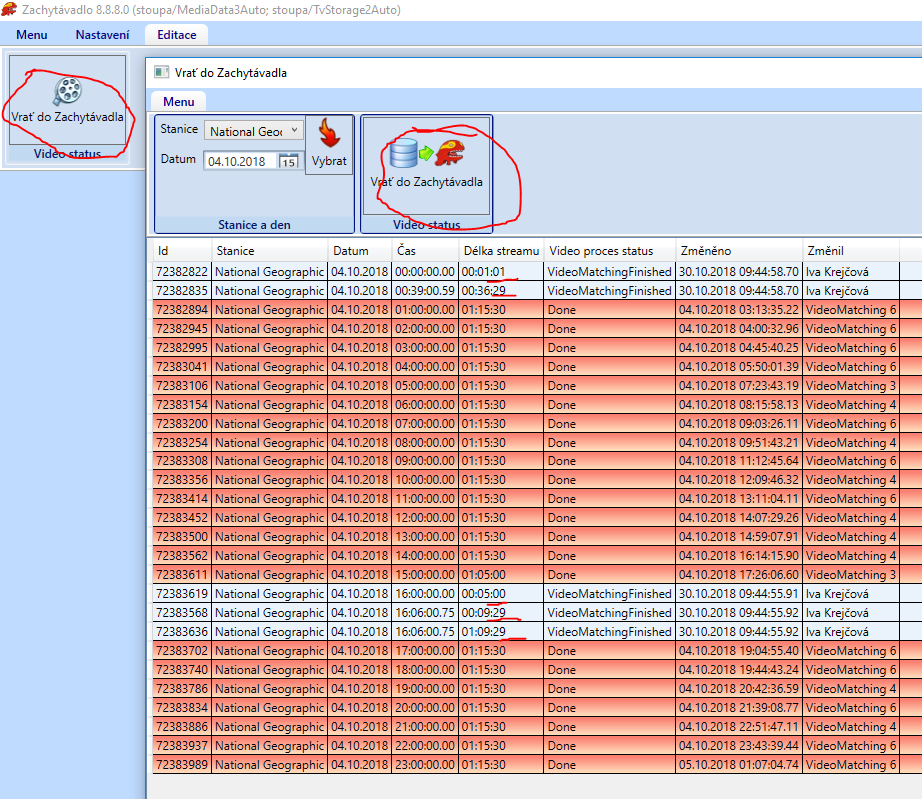 Zachytávadlo 8.8.8.0 (stoupa/MediaData3Auto; stoupa/TvStorage2Auto)
Menu Nastavení Editace
Vrať do Zachytávadla
Video status
Vrať do Zachytávadla
Menu
Stanice National Geoc
Datum 04.10.2018 15
Vybrat
Stanice a den
Vrať do Zachytávadla
Video status
Id Stanice Datum Čas Délka streamu Video proces status Změněno Změnil
72382822 National Geographic 04.10.2018 00:00:00.00 00:01:01 VideoMatchingFinished 30.10.2018 09:44:58.70 Iva Krejčová
72382835 National Geographic 04.10.2018 00:39:00.59 00:36:29 VideoMatchingFinished 30.10.2018 09:44:58.70 Iva Krejčová
72382894 National Geographic 04.10.2018 01:00:00.00 01:15:30 Done 04.10.2018 03:13:35.22 VideoMatching 6
72382945 National Geographic 04.10.2018 02:00:00.00 01:15:30 Done 04.10.2018 04:00:32.96 VideoMatching 6
72382995 National Geographic 04.10.2018 03:00:00.00 01:15:30 Done 04.10.2018 04:45:40.25 VideoMatching 6
72383041 National Geographic 04.10.2018 04:00:00.00 01:15:30 Done 04.10.2018 05:50:01.39 VideoMatching 6
72383106 National Geographic 04.10.2018 05:00:00.00 01:15:30 Done 04.10.2018 07:23:43.19 VideoMatching 3
72383154 National Geographic 04.10.2018 06:00:00.00 01:15:30 Done 04.10.2018 08:15:58.13 VideoMatching 4
72383200 National Geographic 04.10.2018 07:00:00.00 01:15:30 Done 04.10.2018 09:03:26.11 VideoMatching 6
72383254 National Geographic 04.10.2018 08:00:00.00 01:15:30 Done 04.10.2018 09:51:43.21 VideoMatching 4
72383308 National Geographic 04.10.2018 09:00:00.00 01:15:30 Done 04.10.2018 11:12:45.64 VideoMatching 6
72383356 National Geographic 04.10.2018 10:00:00.00 01:15:30 Done 04.10.2018 12:09:46.32 VideoMatching 4
72383414 National Geographic 04.10.2018 11:00:00.00 01:15:30 Done 04.10.2018 13:11:04.11 VideoMatching 6
72383452 National Geographic 04.10.2018 12:00:00.00 01:15:30 Done 04.10.2018 14:07:29.26 VideoMatching 4
72383500 National Geographic 04.10.2018 13:00:00.00 01:15:30 Done 04.10.2018 14:59:07.91 VideoMatching 4
72383562 National Geographic 04.10.2018 14:00:00.00 01:15:30 Done 04.10.2018 16:14:15.90 VideoMatching 4
72383611 National Geographic 04.10.2018 15:00:00.00 01:05:00 Done 04.10.2018 17:26:06.60 VideoMatching 3
72383619 National Geographic 04.10.2018 16:00:00.00 00:05:00 VideoMatchingFinished 30.10.2018 09:44:55.91 Iva Krejčová
72383568 National Geographic 04.10.2018 16:06:00.75 00:09:29 VideoMatchingFinished 30.10.2018 09:44:55.92 Iva Krejčová
72383636 National Geographic 04.10.2018 16:06:00.75 01:09:29 VideoMatchingFinished 30.10.2018 09:44:55.92 Iva Krejčová
72383702 National Geographic 04.10.2018 17:00:00.00 01:15:30 Done 04.10.2018 19:04:55.40 VideoMatching 6
72383740 National Geographic 04.10.2018 18:00:00.00 01:15:30 Done 04.10.2018 19:44:43.24 VideoMatching 6
72383786 National Geographic 04.10.2018 19:00:00.00 01:15:30 Done 04.10.2018 20:42:36.59 VideoMatching 4
72383834 National Geographic 04.10.2018 20:00:00.00 01:15:30 Done 04.10.2018 21:39:08.77 VideoMatching 6
72383886 National Geographic 04.10.2018 21:00:00.00 01:15:30 Done 04.10.2018 22:51:47.11 VideoMatching 4
72383937 National Geographic 04.10.2018 22:00:00.00 01:15:30 Done 04.10.2018 23:43:39.44 VideoMatching 6
72383989 National Geographic 04.10.2018 23:00:00.00 01:15:30 Done 05.10.2018 01:07:04.74 VideoMatching 6